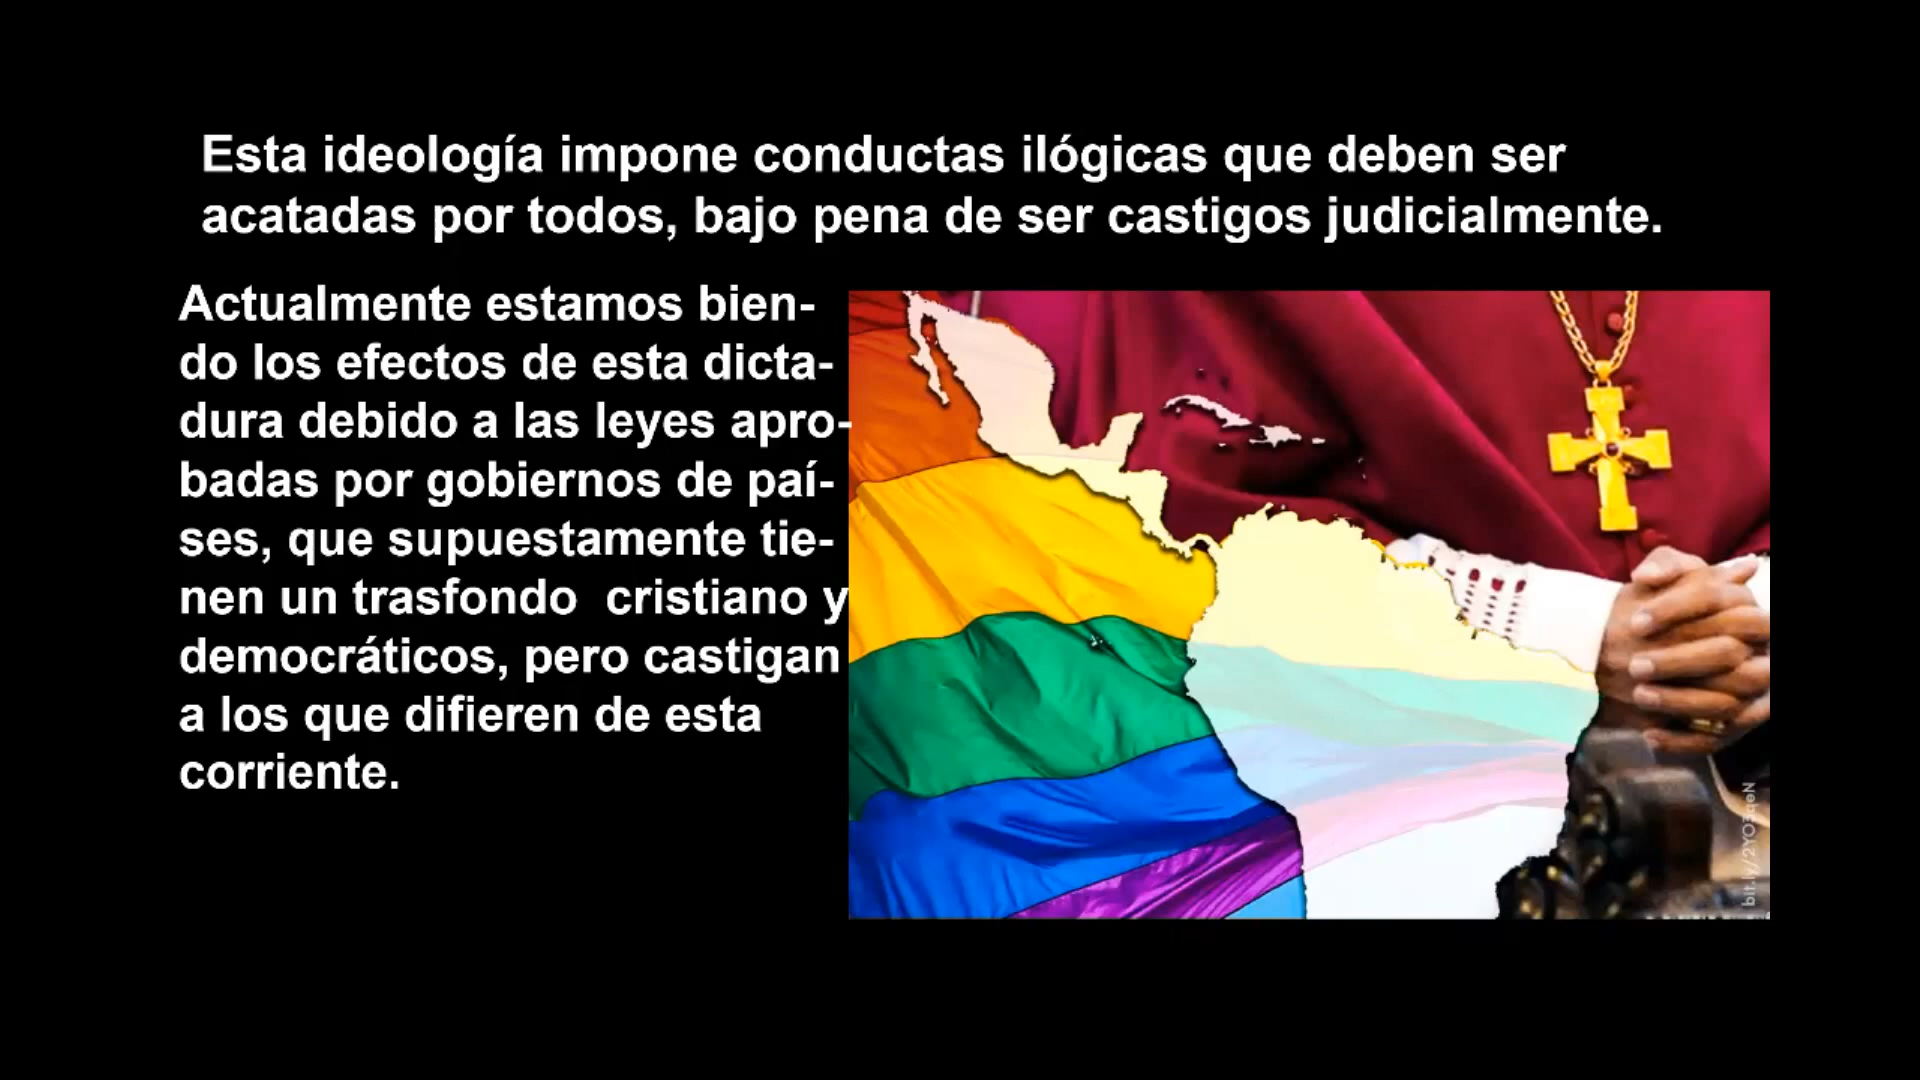 Esta ideología impone conductas ilógicas que deben ser
acatadas por todos, bajo pena de ser castigos judicialmente.
Actualmente estamos bien-
do los efectos de esta dicta-
dura debido a las leyes apro-
badas por gobiernos de paí-
ses, que supuestamente tie-
nen un trasfondo cristiano y
democráticos, pero castigan
a los que difieren de esta
corriente.